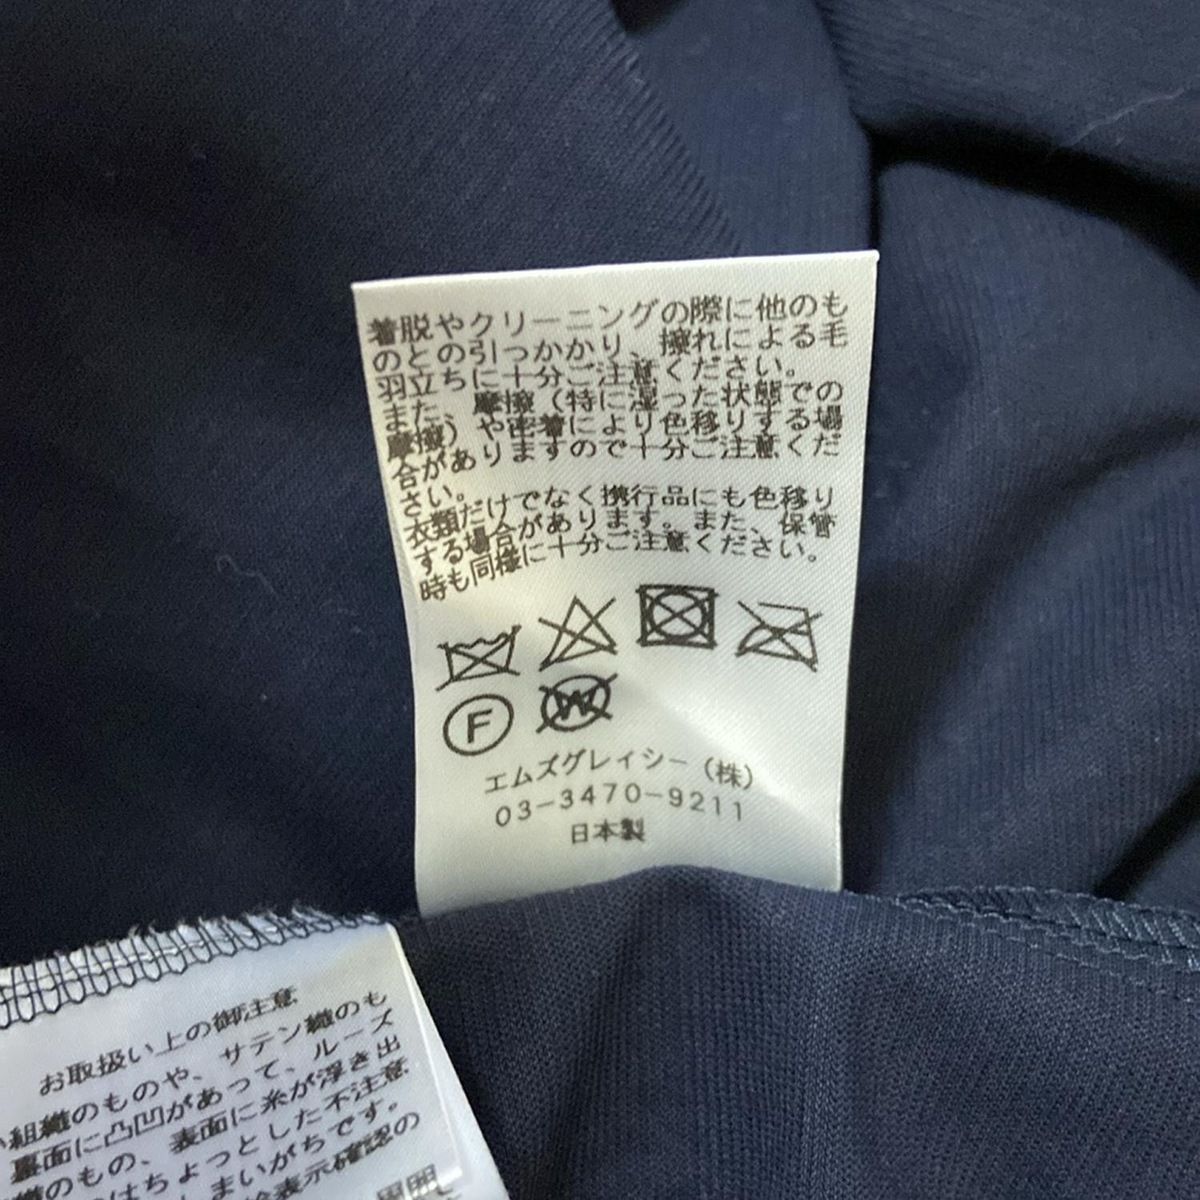 着脱やクリーニングの際に他のも
のとの引っかかり、擦れによる毛
羽立ちに十分ご注意ください。
また、摩擦（特に湿った状態での
摩擦）や密着により色移りする場
合がありますので十分ご注意くだ
さい。
衣類だけでなく携行品にも色移り
する場合があります。また、保管
時も同様に十分ご注意ください。
F W
エムズグレイシー（株）
03-3470-9211
日本製
お取扱い上の御注意
組織のものや、サテン織のも
裏面に凸凹があって、ルーズ
織のもの、表面に糸が浮き出
はちょっとした不注意
しまいがちです。
表示確認の